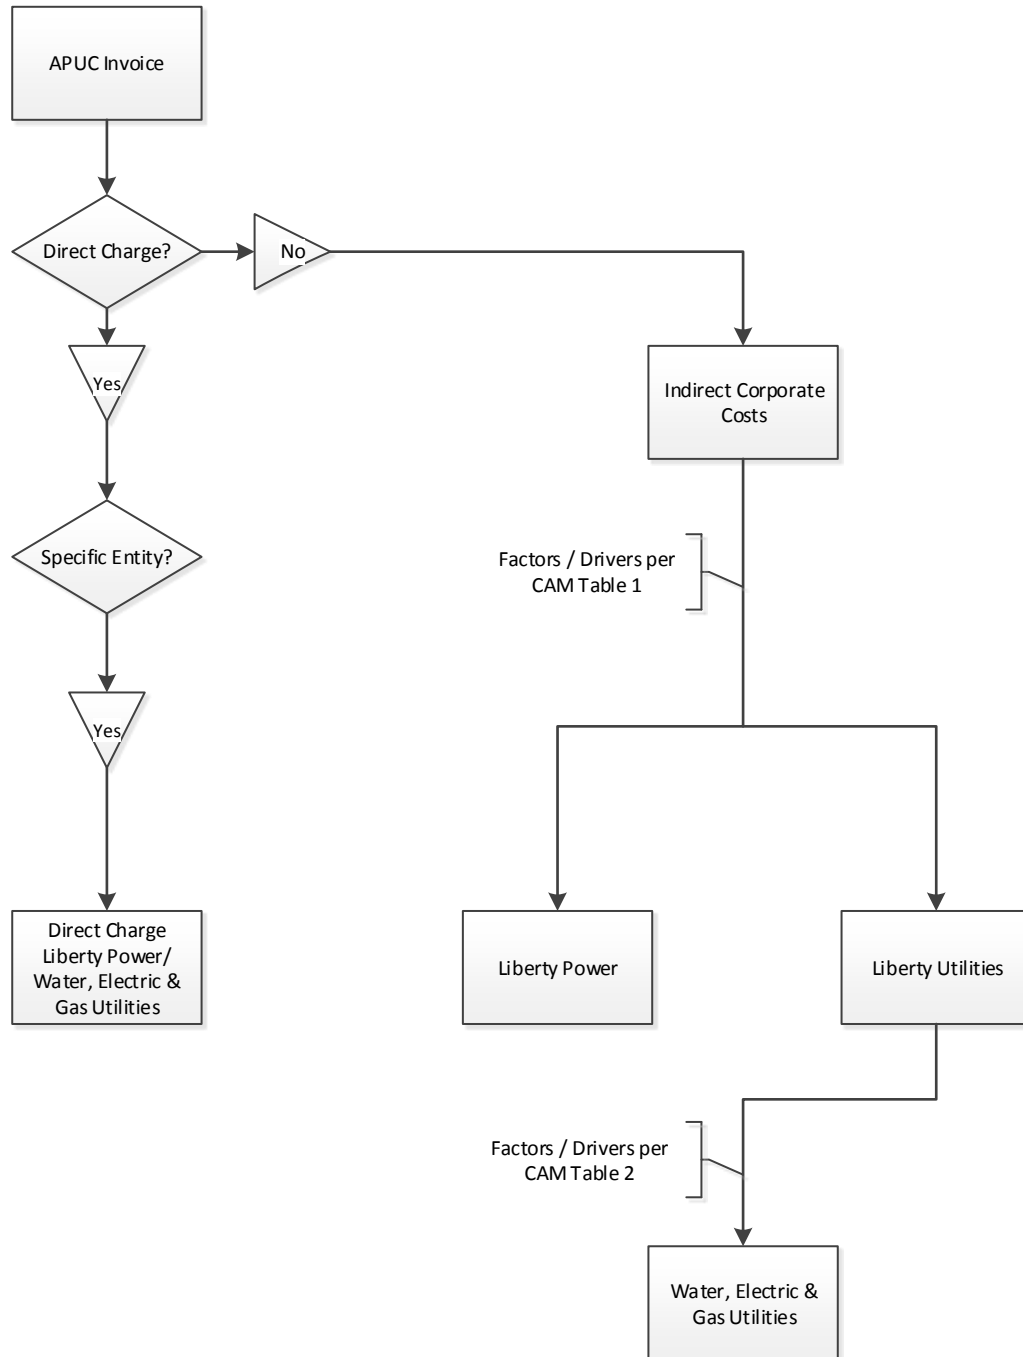 APUC Invoice
Direct Charge?
No
Yes
Indirect Corporate
Costs
Specific Entity?
Factors / Drivers per
CAM Table 1
Yes
Direct Charge
Liberty Power/
Water, Electric &
Gas Utilities
Liberty Power
Liberty Utilities
Factors / Drivers per
CAM Table 2
Water, Electric &
Gas Utilities